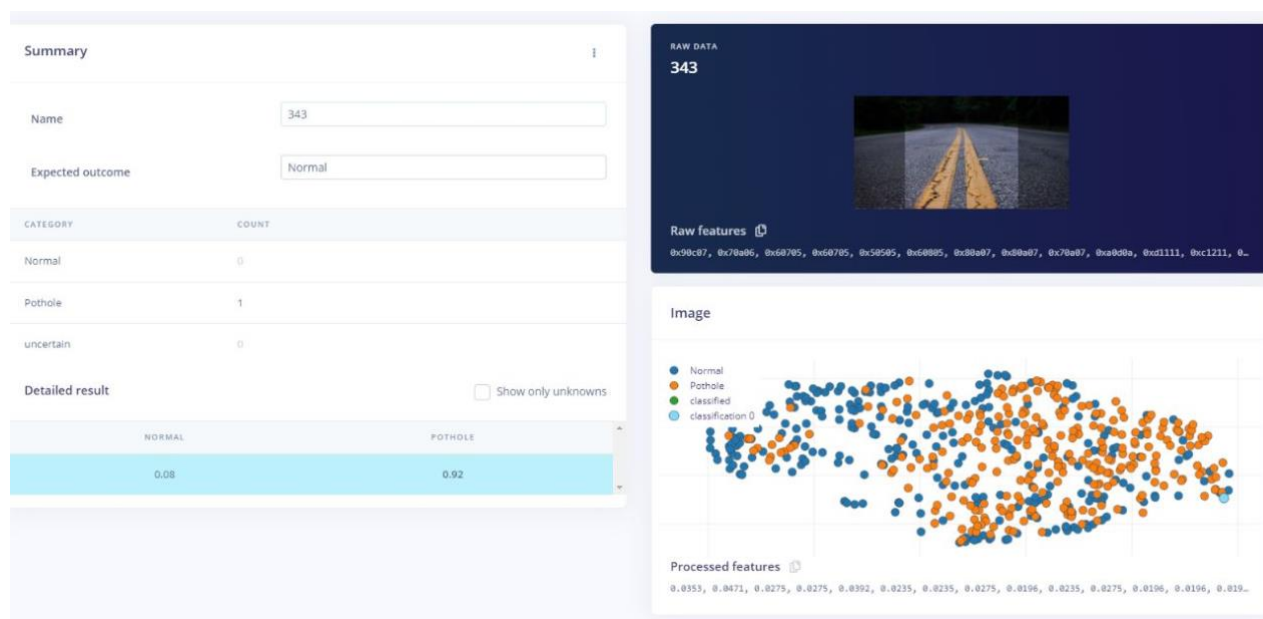 Summary
Name 343
Expected outcome Normal
CATEGORY COUNT
Normal 0
Pothole 1
uncertain 0
Detailed result Show only unknowns
NORMAL POTHOLE
0.08 0.92
RAW DATA
343
Raw features
0x90c07, 0x70a06, 0x60705, 0x60705, 0x50505, 0x60805, 0x80a07, 0x80a07, 0x70a07, 0xa0d0a, 0xd1111, 0xc1211, 0…
Image
Normal
Pothole
classified
classification 0
Processed features
0.0353, 0.0471, 0.0275, 0.0275, 0.0392, 0.0235, 0.0235, 0.0275, 0.0196, 0.0235, 0.0275, 0.0196, 0.0196, 0.019…